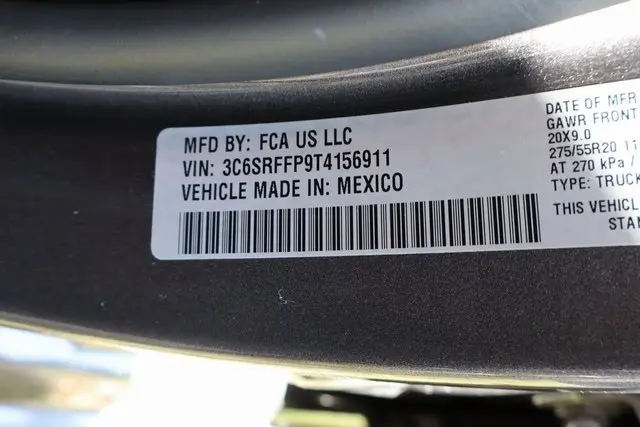 MFD BY: FCA US LLC
VIN: 3C6SRFFP9T4156911
VEHICLE MADE IN: MEXICO
DATE OF MFR
GAWR FRONT
20X9.0
275/55R20 11
AT 270 kPa /
TYPE: TRUCK
THIS VEHICL
STAN